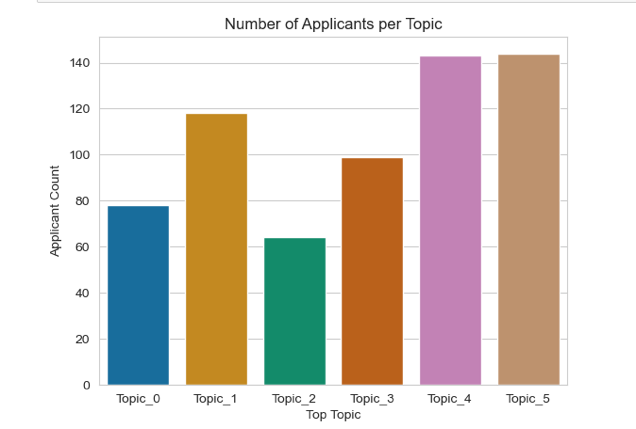 Number of Applicants per Topic
140
120
100
80
60
40
20
0
Applicant Count
Topic_0 Topic_1 Topic_2 Topic_3 Topic_4 Topic_5
Top Topic